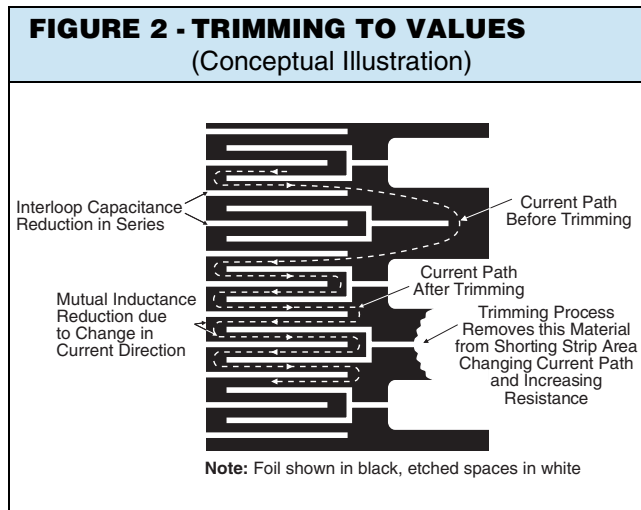 FIGURE 2 - TRIMMING TO VALUES
(Conceptual Illustration)
Interloop Capacitance
Reduction in Series
Current Path
Before Trimming
Current Path
After Trimming
Mutual Inductance
Reduction due
to Change in
Current Direction
Trimming Process
Removes this Material
from Shorting Strip Area
Changing Current Path
and Increasing
Resistance
Note: Foil shown in black, etched spaces in white